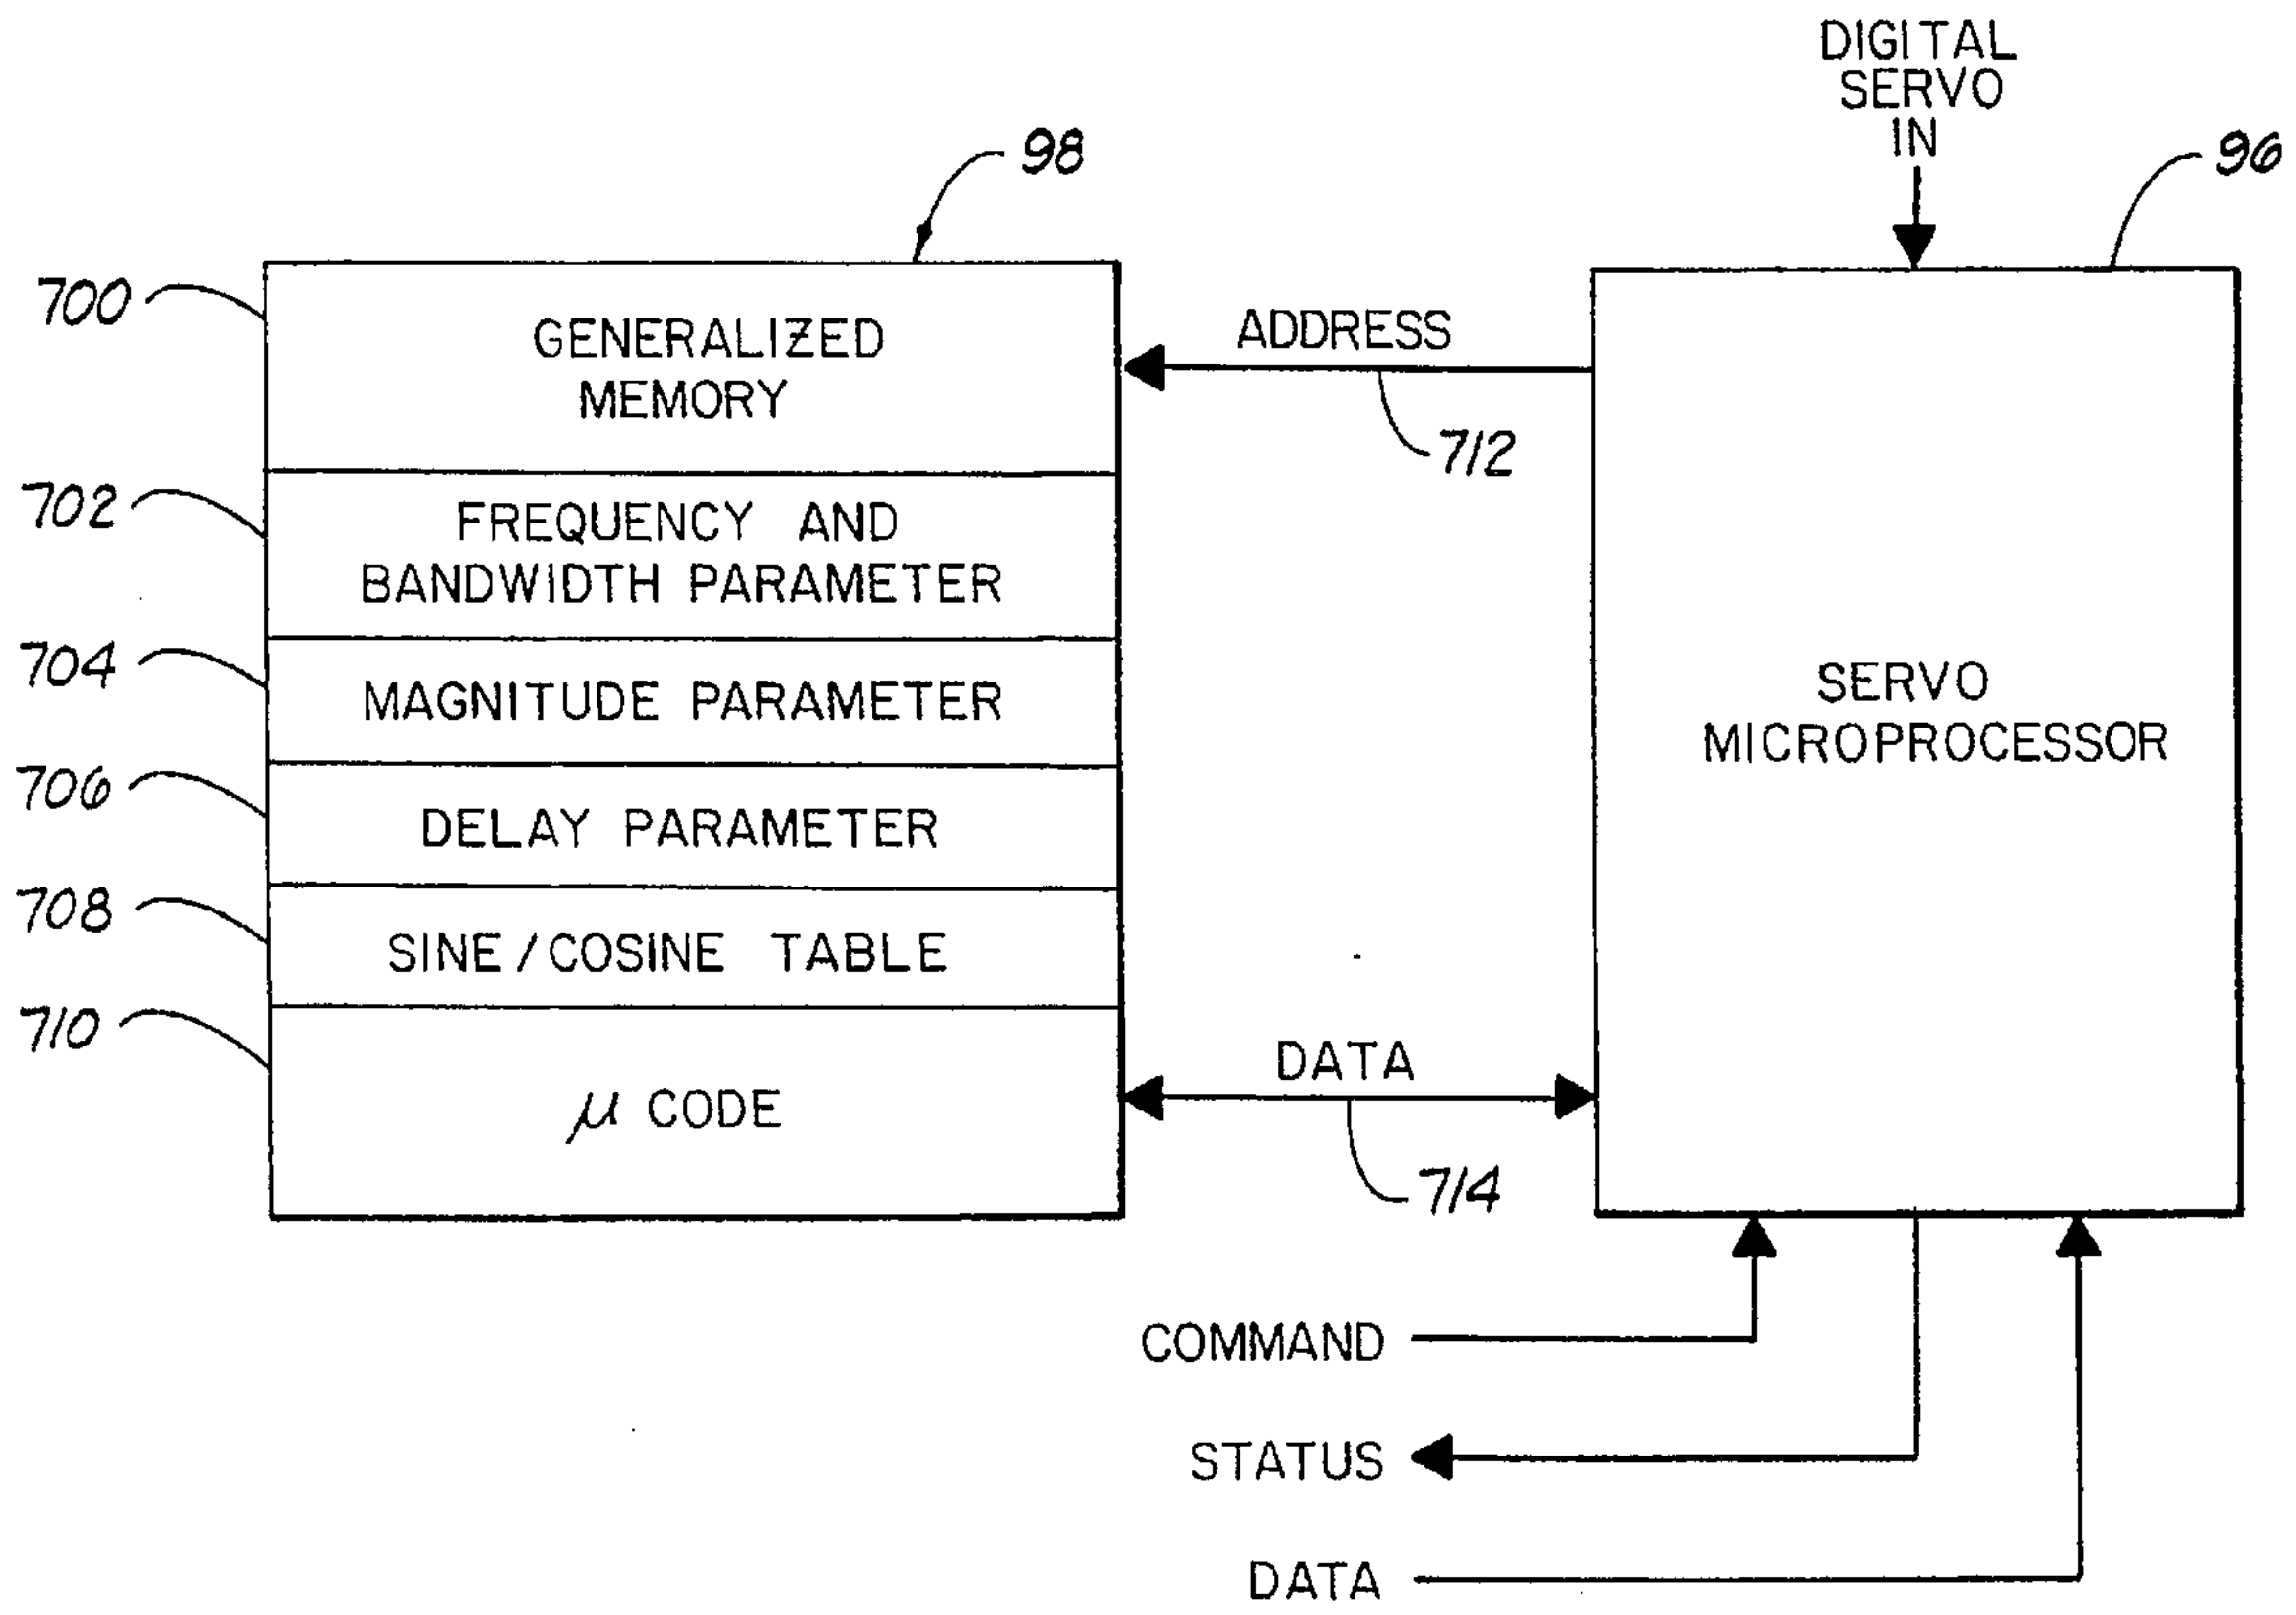 DIGITAL
SERVO
IN
98
96
700
GENERALIZED
MEMORY
ADDRESS
712
702
FREQUENCY AND
BANDWIDTH PARAMETER
704
MAGNITUDE PARAMETER
SERVO
MICROPROCESSOR
706
DELAY PARAMETER
708
SINE / COSINE TABLE
710
μ CODE
DATA
714
COMMAND
STATUS
DATA